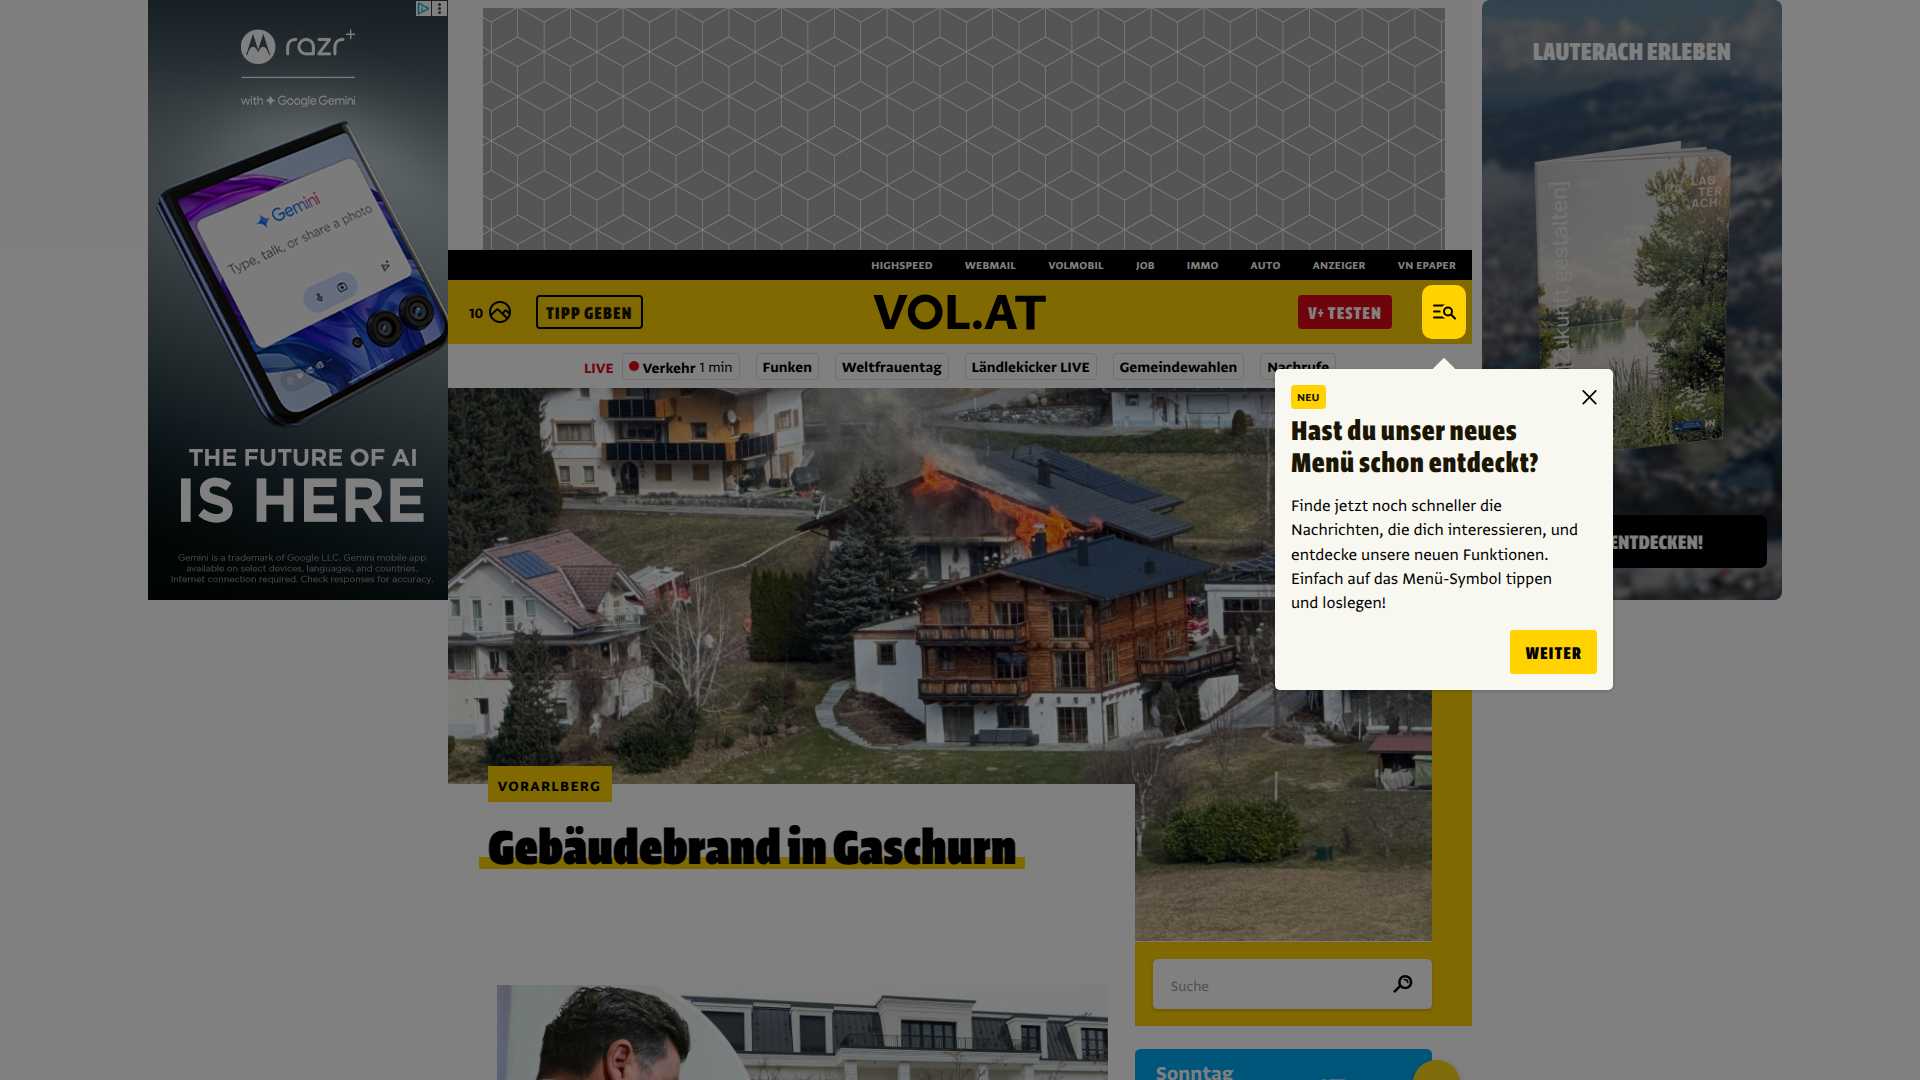 razr+
with Google Gemini
Gemini
Type, talk, or share a photo
THE FUTURE OF AI
IS HERE
Gemini is a trademark of Google LLC. Gemini mobile app
available on select devices, languages, and countries.
Internet connection required. Check responses for accuracy.
HIGHSPEED WEBMAIL VOLMOBIL JOB IMMO AUTO ANZEIGER VN EPAPER
10 TIPP GEBEN VOL.AT V+ TESTEN
LIVE Verkehr 1 min Funken Weltfrauentag Ländlekicker LIVE Gemeindewahlen Nachrufe
NEU
Hast du unser neues
Menü schon entdeckt?
Finde jetzt noch schneller die
Nachrichten, die dich interessieren, und
entdecke unsere neuen Funktionen.
Einfach auf das Menü-Symbol tippen
und loslegen!
WEITER
VORARLBERG
Gebäudebrand in Gaschurn
Suche
Sonntag
LAUTERACH ERLEBEN
LAU
TER
ACH
ENTDECKEN!